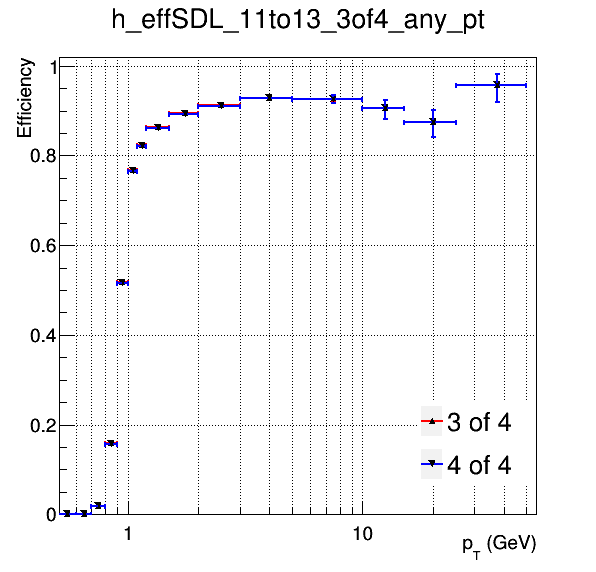 h_effSDL_11to13_3of4_any_pt
Efficiency
1
0.8
0.6
0.4
0.2
0
3 of 4
4 of 4
1
10
p_T (GeV)